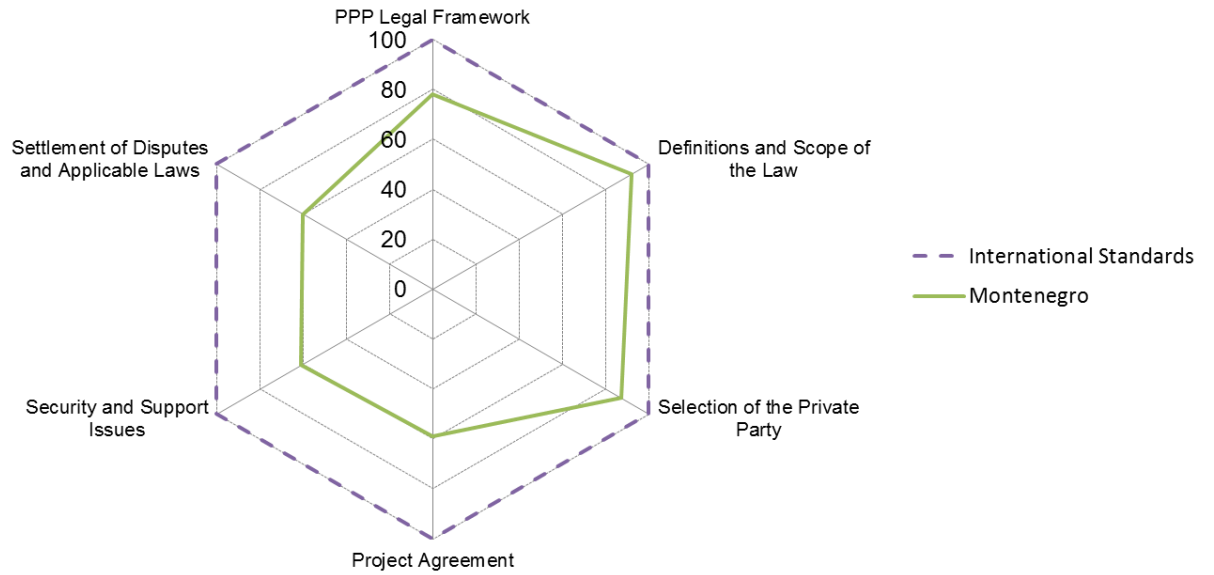 PPP Legal Framework
100
80
60
40
20
0
Definitions and Scope of
the Law
Selection of the Private
Party
Project Agreement
Security and Support
Issues
Settlement of Disputes
and Applicable Laws
International Standards
Montenegro